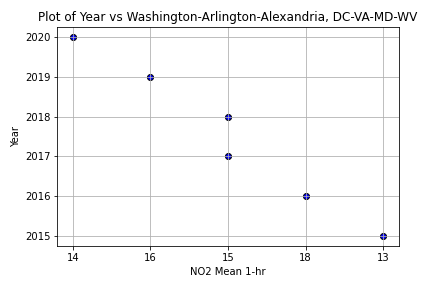 Plot of Year vs Washington-Arlington-Alexandria, DC-VA-MD-WV
2020
2019
2018
2017
2016
2015
Year
14 16 15 18 13
NO2 Mean 1-hr